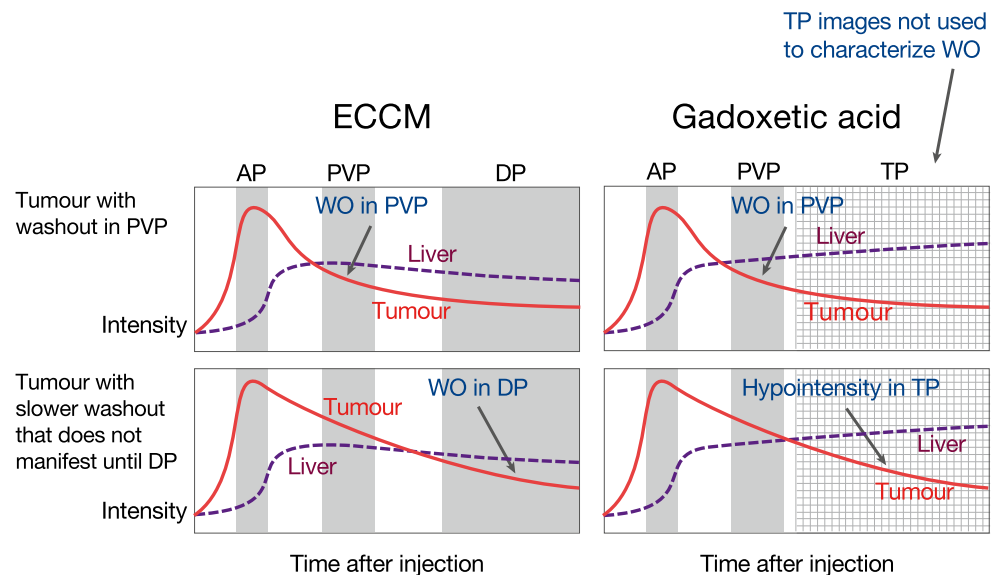 TP images not used
to characterize WO
ECCM
Gadoxetic acid
AP
PVP
DP
AP
PVP
TP
Tumour with
washout in PVP
WO in PVP
Liver
Tumour
Intensity
WO in PVP
Liver
Tumour
Tumour with
slower washout
that does not
manifest until DP
WO in DP
Tumour
Liver
Intensity
Hypointensity in TP
Liver
Tumour
Time after injection
Time after injection